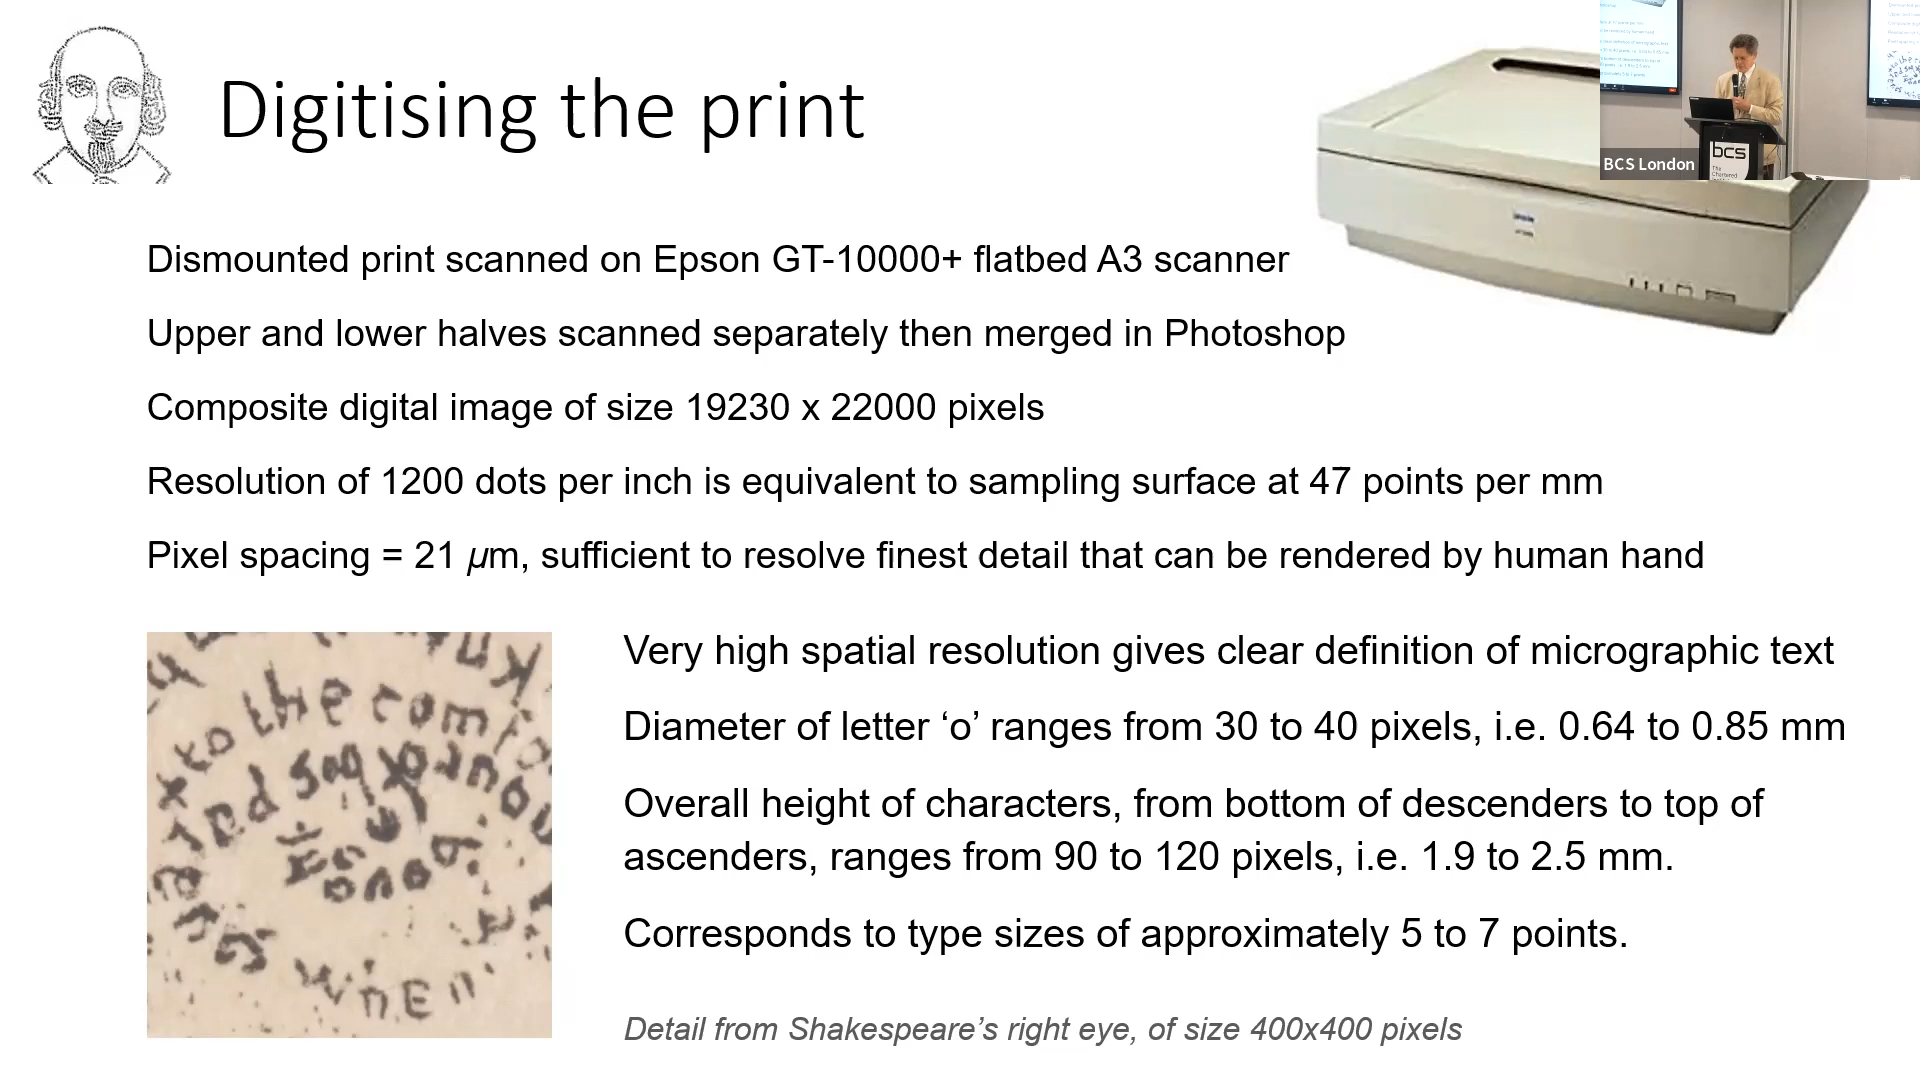 Digitising the print
BCS London
bcs
The
Chartered
Dismounted print scanned on Epson GT-10000+ flatbed A3 scanner
Upper and lower halves scanned separately then merged in Photoshop
Composite digital image of size 19230 x 22000 pixels
Resolution of 1200 dots per inch is equivalent to sampling surface at 47 points per mm
Pixel spacing = 21 μm, sufficient to resolve finest detail that can be rendered by human hand
to the com
Very high spatial resolution gives clear definition of micrographic text
Diameter of letter ‘o’ ranges from 30 to 40 pixels, i.e. 0.64 to 0.85 mm
Overall height of characters, from bottom of descenders to top of
ascenders, ranges from 90 to 120 pixels, i.e. 1.9 to 2.5 mm.
Corresponds to type sizes of approximately 5 to 7 points.
Detail from Shakespeare’s right eye, of size 400x400 pixels